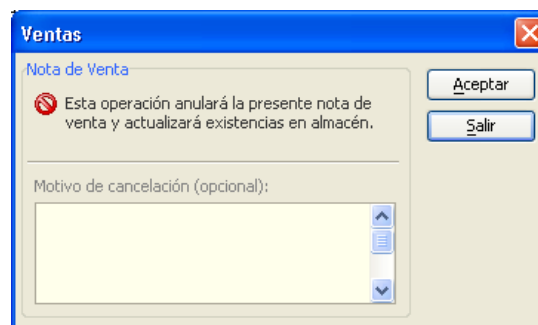 Ventas
Nota de Venta
Esta operación anulará la presente nota de
venta y actualizará existencias en almacén.
Motivo de cancelación (opcional):
Aceptar
Salir